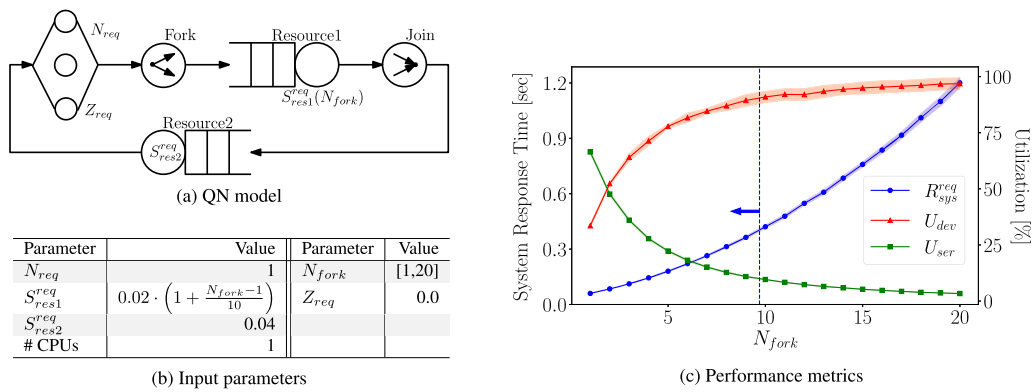 N_req
Fork
Resource1
Join
S^req_res1(N_fork)
Z_req
Resource2
S^req_res2
(a) QN model
Parameter Value Parameter Value
N_req 1 N_fork [1,20]
S^req_res1 0.02 · (1 + (N_fork−1)/10) Z_req 0.0
S^req_res2 0.04
# CPUs 1
(b) Input parameters
System Response Time [sec]
1.2
0.9
0.6
0.3
0.0
5 10 15 20
N_fork
100
75
50
25
0
Utilization [%]
R^req_sys
U_dev
U_ser
(c) Performance metrics